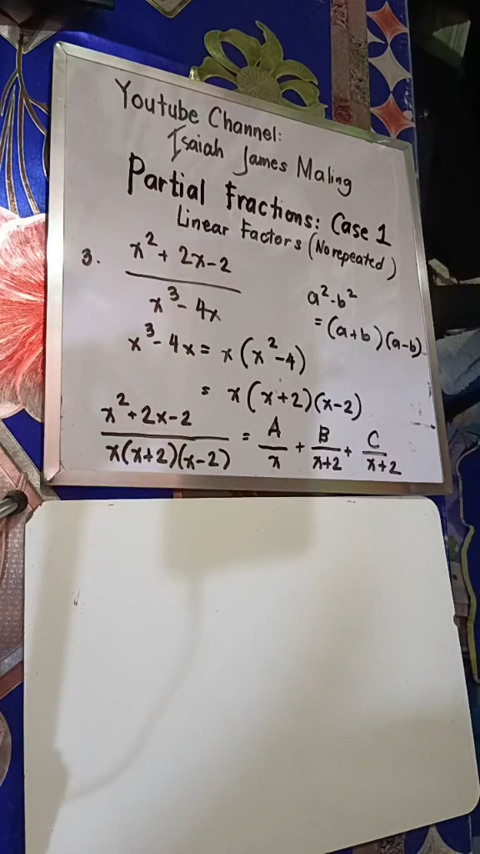 Youtube Channel:
Isaiah James Maling
Partial Fractions: Case 1
Linear Factors (No repeated)
3. x² + 2x - 2 / x³ - 4x
a² - b²
= (a+b)(a-b)
x³ - 4x = x(x² - 4)
= x(x+2)(x-2)
x² + 2x - 2 / x(x+2)(x-2) = A/x + B/x+2 + C/x+2